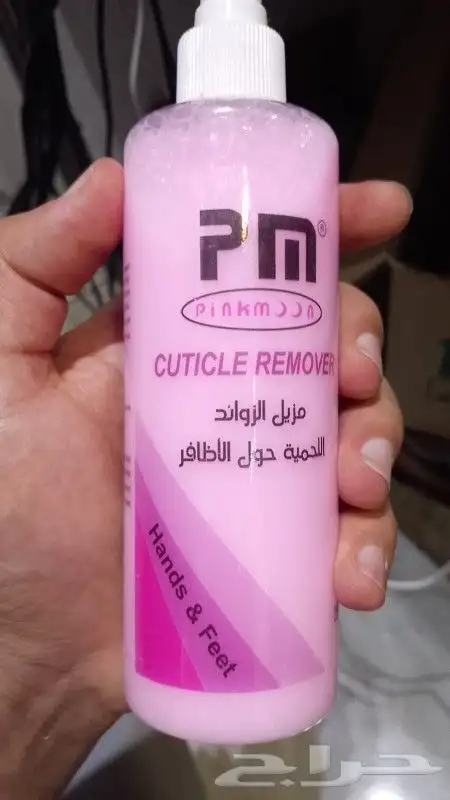 PM®
pinkmoon
CUTICLE REMOVER
مزيل الزوائد
اللحمية حول الأظافر
Hands & Feet
حراج